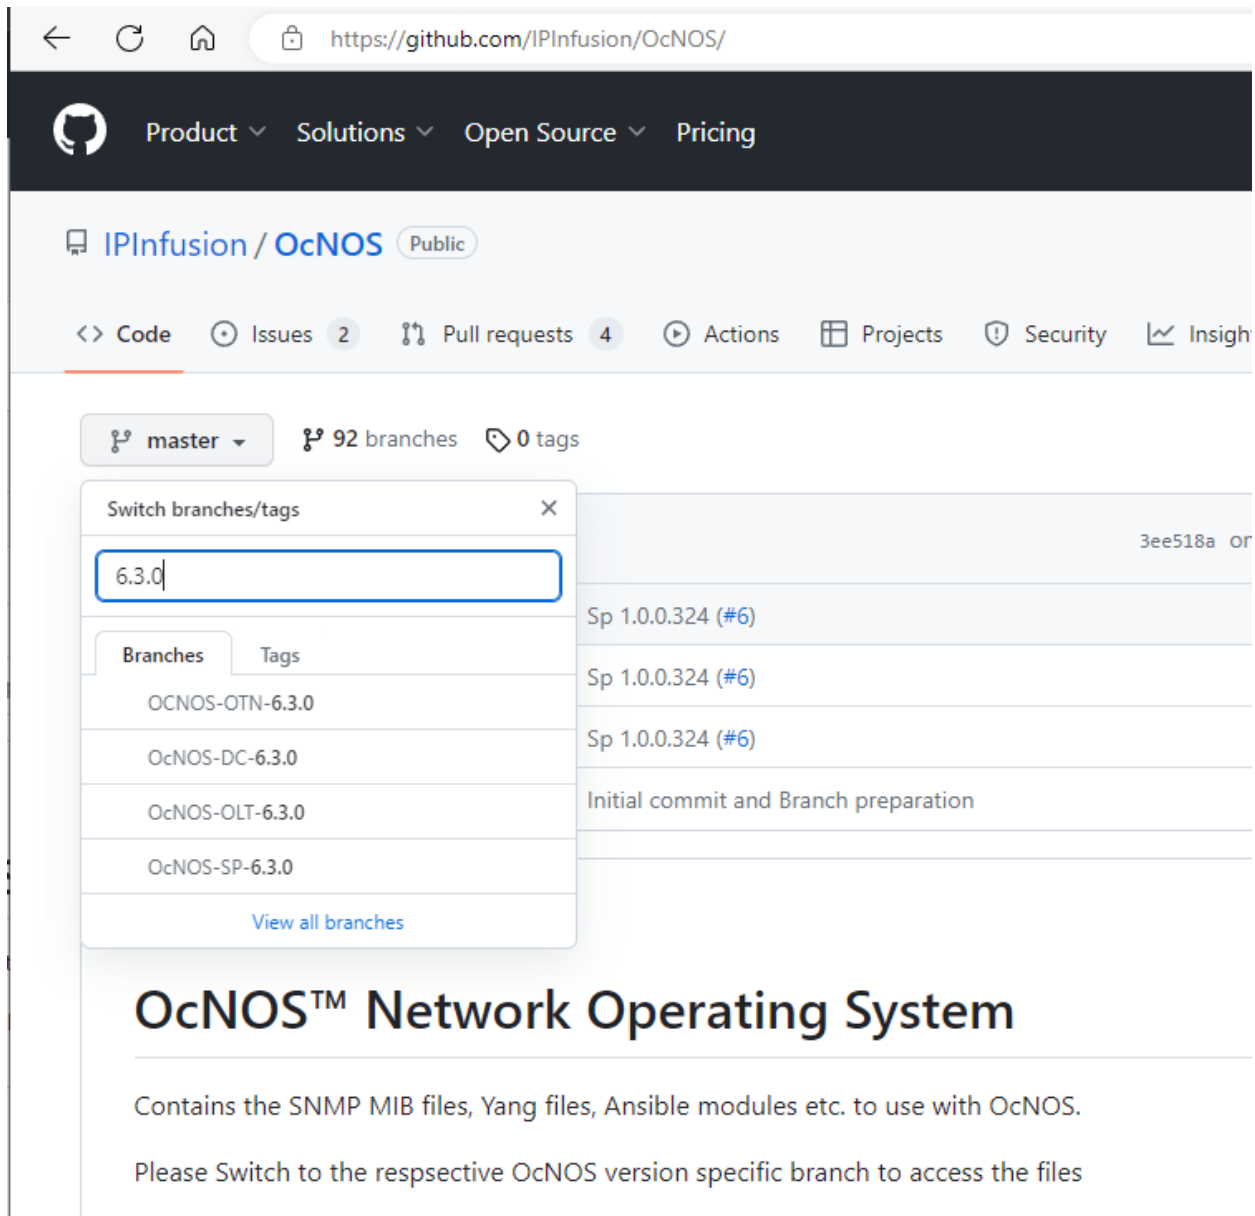 https://github.com/IPInfusion/OcNOS/
Product Solutions Open Source Pricing
IPInfusion / OcNOS Public
Code Issues 2 Pull requests 4 Actions Projects Security Insigh
master 92 branches 0 tags
Switch branches/tags
3ee518a on
6.3.0
Sp 1.0.0.324 (#6)
Branches Tags
Sp 1.0.0.324 (#6)
OCNOS-OTN-6.3.0
Sp 1.0.0.324 (#6)
OcNOS-DC-6.3.0
Initial commit and Branch preparation
OcNOS-OLT-6.3.0
OcNOS-SP-6.3.0
View all branches
OcNOS™ Network Operating System
Contains the SNMP MIB files, Yang files, Ansible modules etc. to use with OcNOS.
Please Switch to the respsective OcNOS version specific branch to access the files